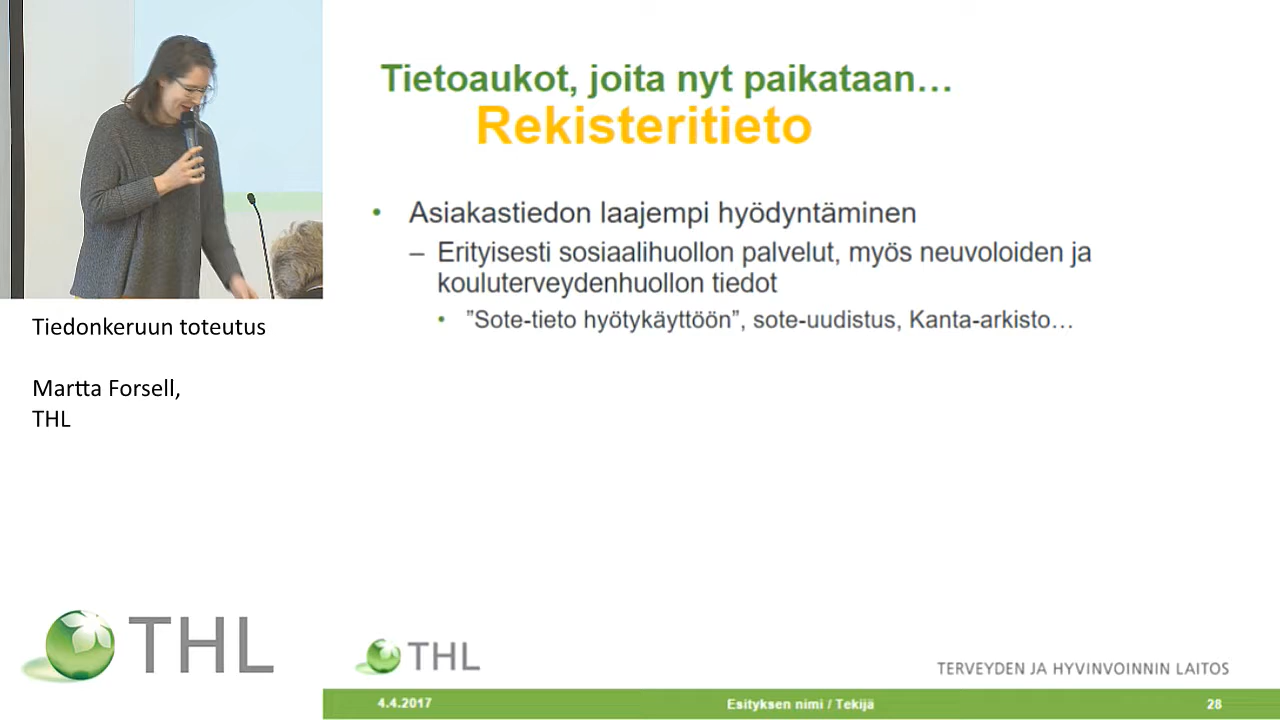 Tietoaukot, joita nyt paikataan...
Rekisteritieto
• Asiakastiedon laajempi hyödyntäminen
– Erityisesti sosiaalihuollon palvelut, myös neuvoloiden ja
kouluterveydenhuollon tiedot
• ”Sote-tieto hyötykäyttöön”, sote-uudistus, Kanta-arkisto...
Tiedonkeruun toteutus
Martta Forsell,
THL
THL
THL
TERVEYDEN JA HYVINVOINNIN LAITOS
4.4.2017
Esityksen nimi / Tekijä
28